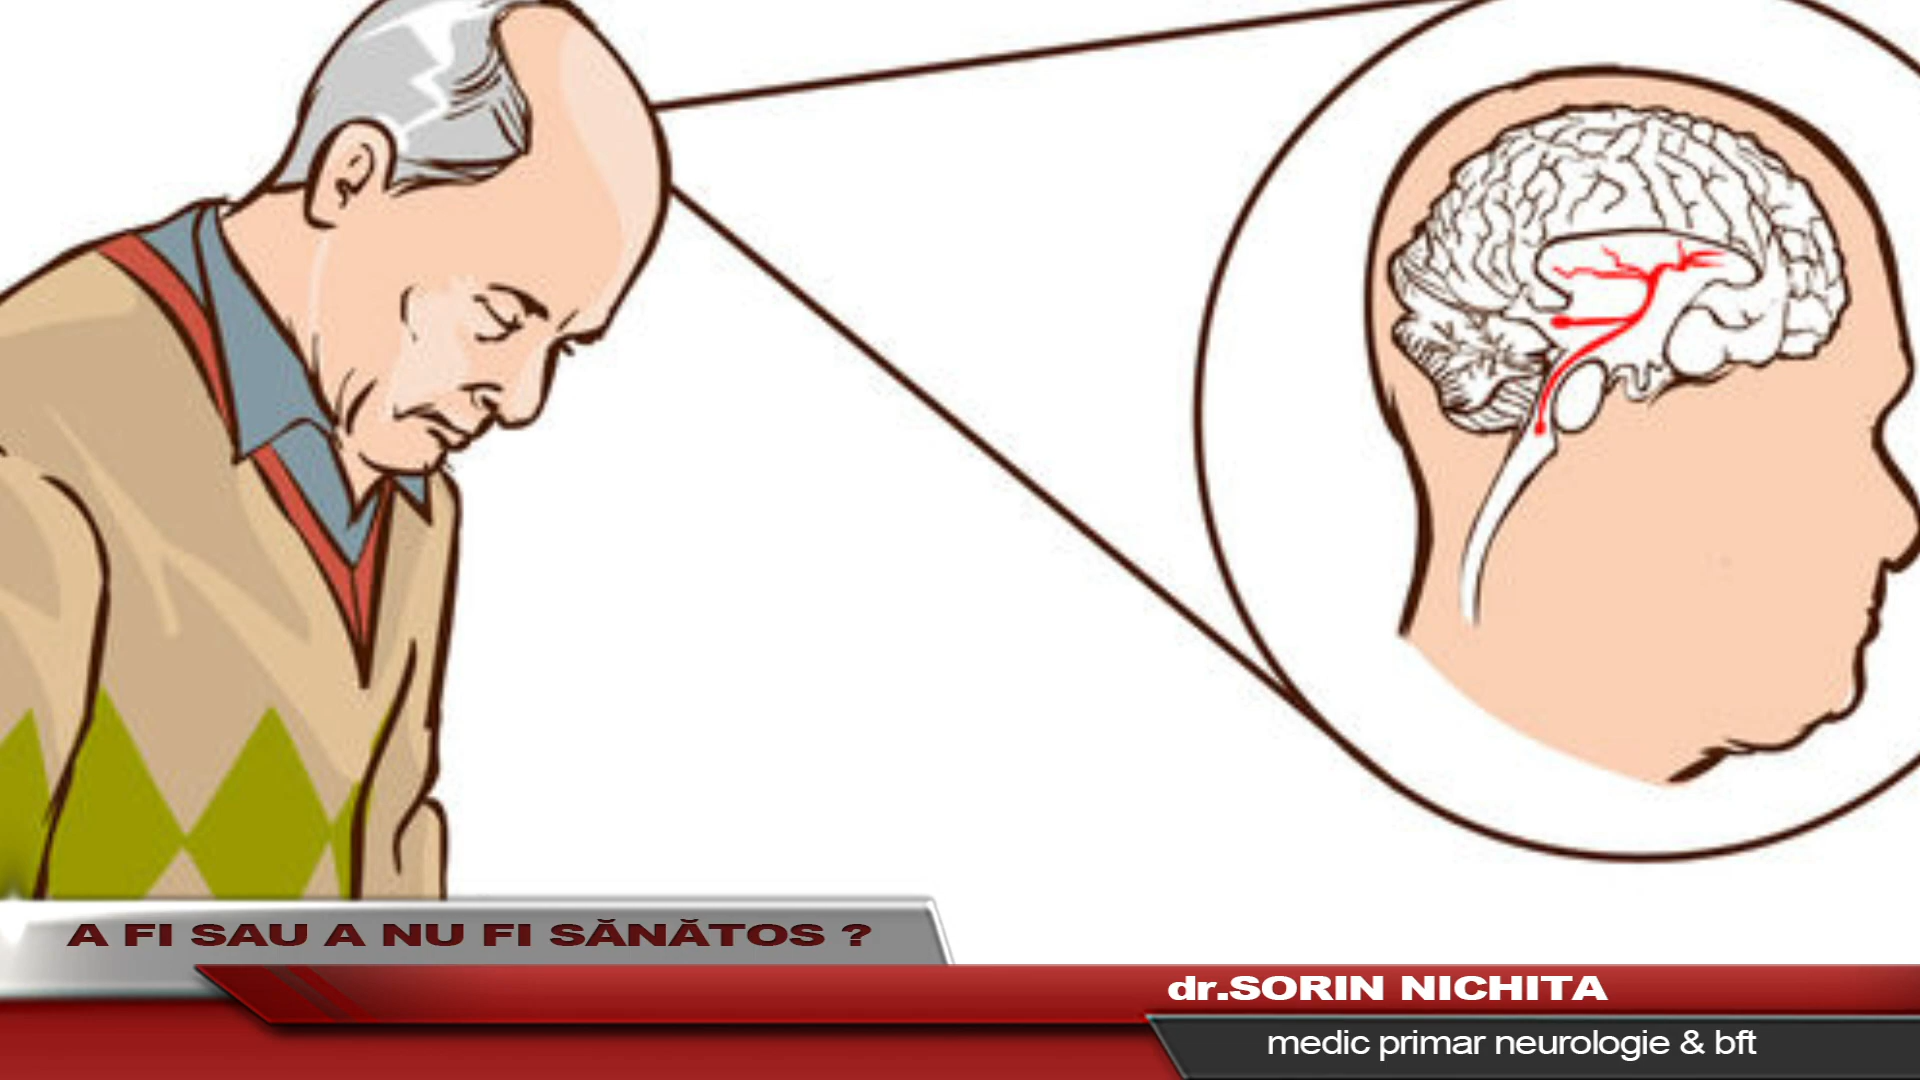 A FI SAU A NU FI SĂNĂTOS ?
dr.SORIN NICHITA
medic primar neurologie & bft